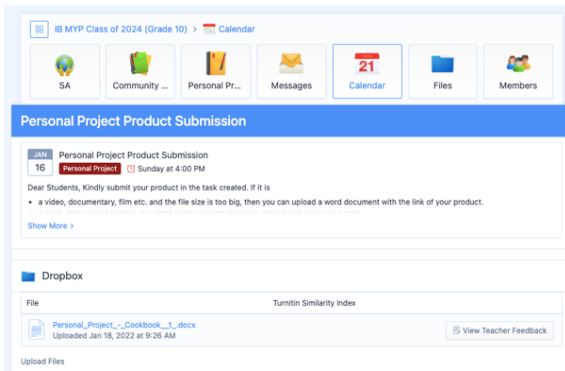 IB MYP Class of 2024 (Grade 10) > Calendar
SA
Community ...
Personal Pr...
21
Messages
Calendar
Files
Members
Personal Project Product Submission
JAN
16
Personal Project Product Submission
Personal Project Sunday at 4:00 PM
Dear Students, Kindly submit your product in the task created. If it is
• a video, documentary, film etc. and the file size is too big, then you can upload a word document with the link of your product.
Show More >
Dropbox
File Turnitin Similarity Index
Personal_Project_-_Cookbook__1_.docx
Uploaded Jan 18, 2022 at 9:26 AM
View Teacher Feedback
Upload Files